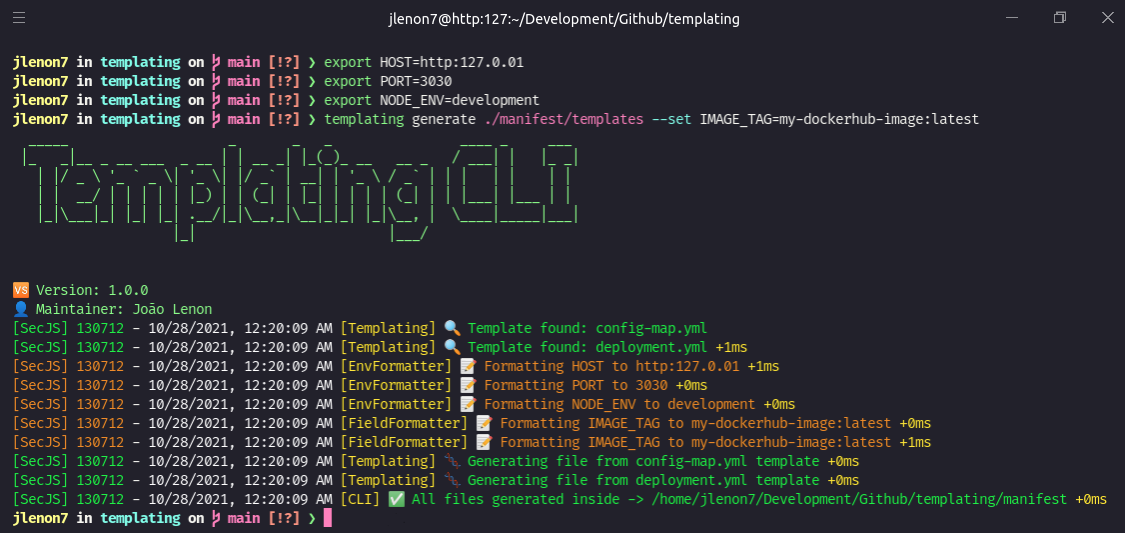 jlenon7@http:127:~/Development/Github/templating
jlenon7 in templating on main [!?] ❯ export HOST=http:127.0.01
jlenon7 in templating on main [!?] ❯ export PORT=3030
jlenon7 in templating on main [!?] ❯ export NODE_ENV=development
jlenon7 in templating on main [!?] ❯ templating generate ./manifest/templates --set IMAGE_TAG=my-dockerhub-image:latest
Templating CLI
🆚 Version: 1.0.0
👤 Maintainer: João Lenon
[SecJS] 130712 - 10/28/2021, 12:20:09 AM [Templating] 🔍 Template found: config-map.yml
[SecJS] 130712 - 10/28/2021, 12:20:09 AM [Templating] 🔍 Template found: deployment.yml +1ms
[SecJS] 130712 - 10/28/2021, 12:20:09 AM [EnvFormatter] 📝 Formatting HOST to http:127.0.01 +1ms
[SecJS] 130712 - 10/28/2021, 12:20:09 AM [EnvFormatter] 📝 Formatting PORT to 3030 +0ms
[SecJS] 130712 - 10/28/2021, 12:20:09 AM [EnvFormatter] 📝 Formatting NODE_ENV to development +0ms
[SecJS] 130712 - 10/28/2021, 12:20:09 AM [FieldFormatter] 📝 Formatting IMAGE_TAG to my-dockerhub-image:latest +0ms
[SecJS] 130712 - 10/28/2021, 12:20:09 AM [FieldFormatter] 📝 Formatting IMAGE_TAG to my-dockerhub-image:latest +1ms
[SecJS] 130712 - 10/28/2021, 12:20:09 AM [Templating] 🧬 Generating file from config-map.yml template +0ms
[SecJS] 130712 - 10/28/2021, 12:20:09 AM [Templating] 🧬 Generating file from deployment.yml template +0ms
[SecJS] 130712 - 10/28/2021, 12:20:09 AM [CLI] ✅ All files generated inside -> /home/jlenon7/Development/Github/templating/manifest +0ms
jlenon7 in templating on main [!?] ❯